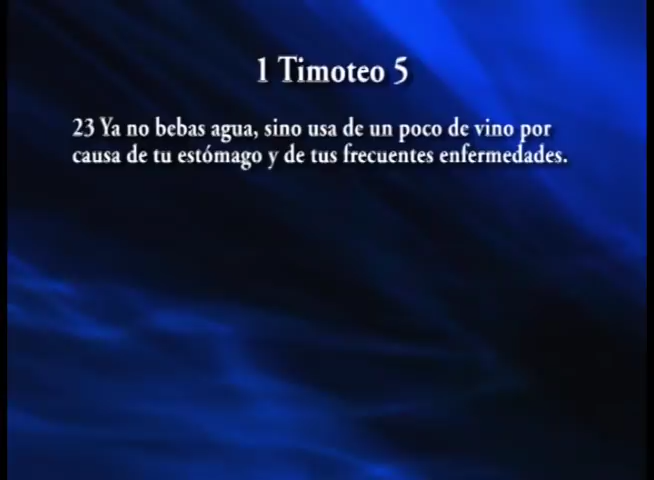 1 Timoteo 5
23 Ya no bebas agua, sino usa de un poco de vino por
causa de tu estómago y de tus frecuentes enfermedades.